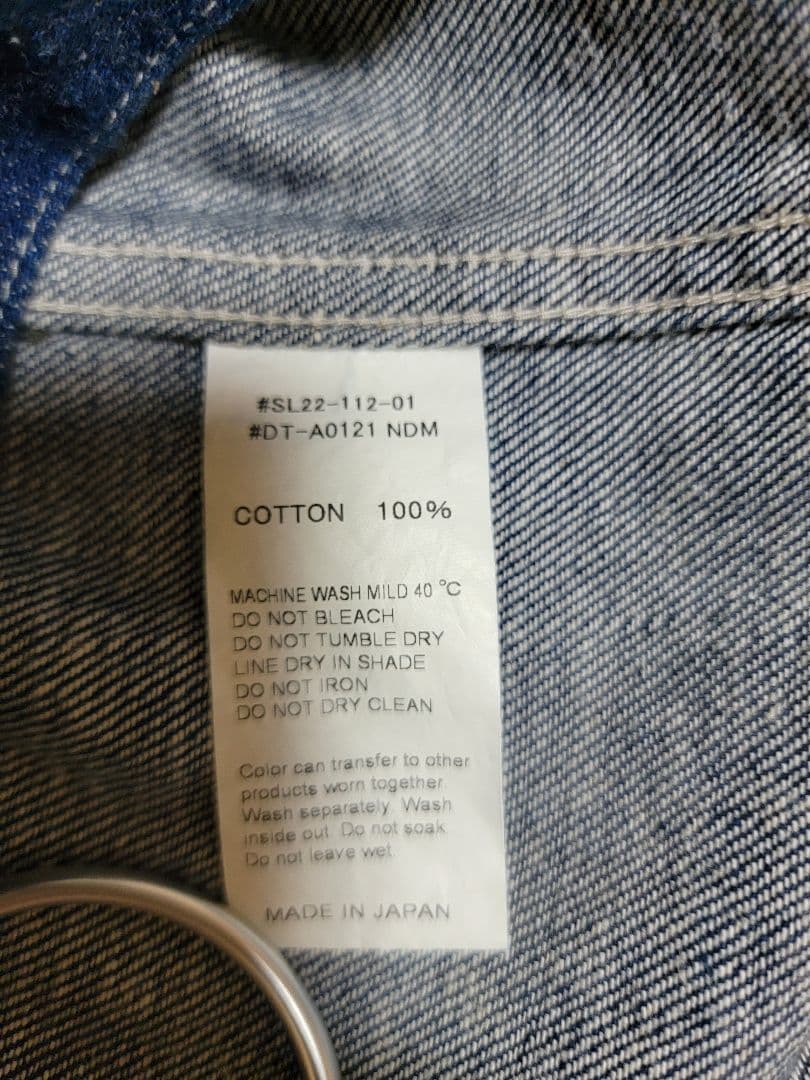 #SL22-112-01
#DT-A0121 NDM
COTTON 100%
MACHINE WASH MILD 40 °C
DO NOT BLEACH
DO NOT TUMBLE DRY
LINE DRY IN SHADE
DO NOT IRON
DO NOT DRY CLEAN
Color can transfer to other
products worn together.
Wash separately. Wash
inside out. Do not soak.
Do not leave wet.
MADE IN JAPAN